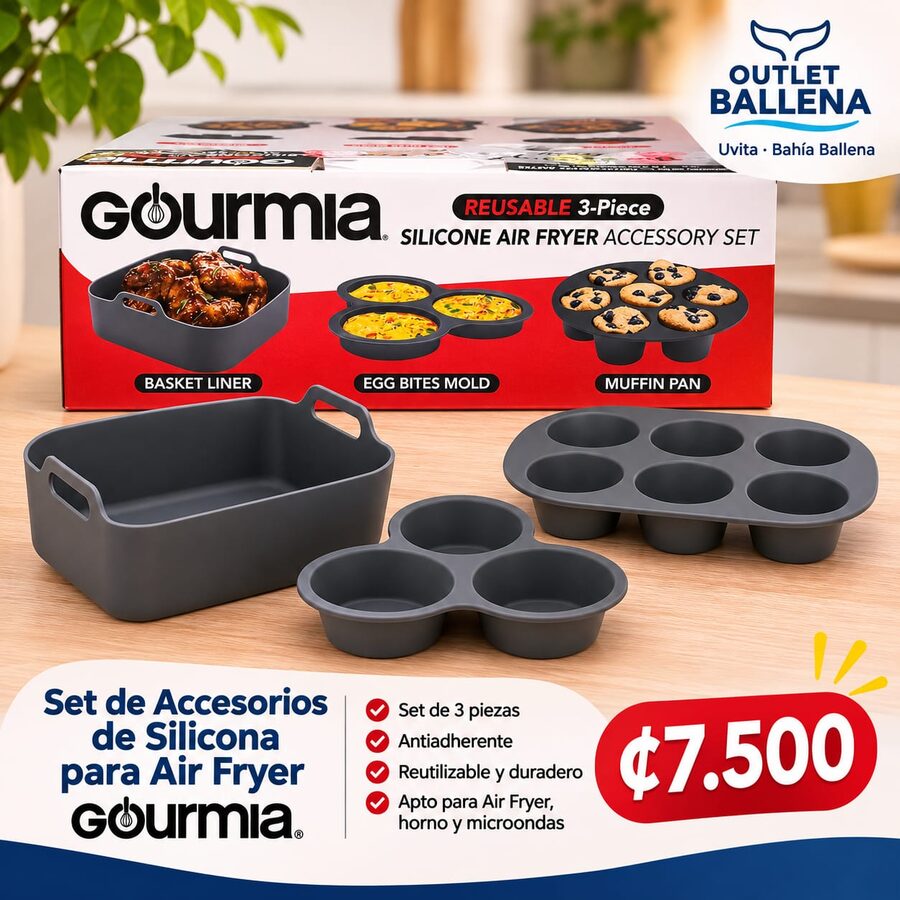 OUTLET
BALLENA
Uvita · Bahía Ballena
GOURMIA
REUSABLE 3-Piece
SILICONE AIR FRYER ACCESSORY SET
BASKET LINER
EGG BITES MOLD
MUFFIN PAN
Set de Accesorios
de Silicona
para Air Fryer
GOURMIA
Set de 3 piezas
Antiadherente
Reutilizable y duradero
Apto para Air Fryer,
horno y microondas
₡7.500